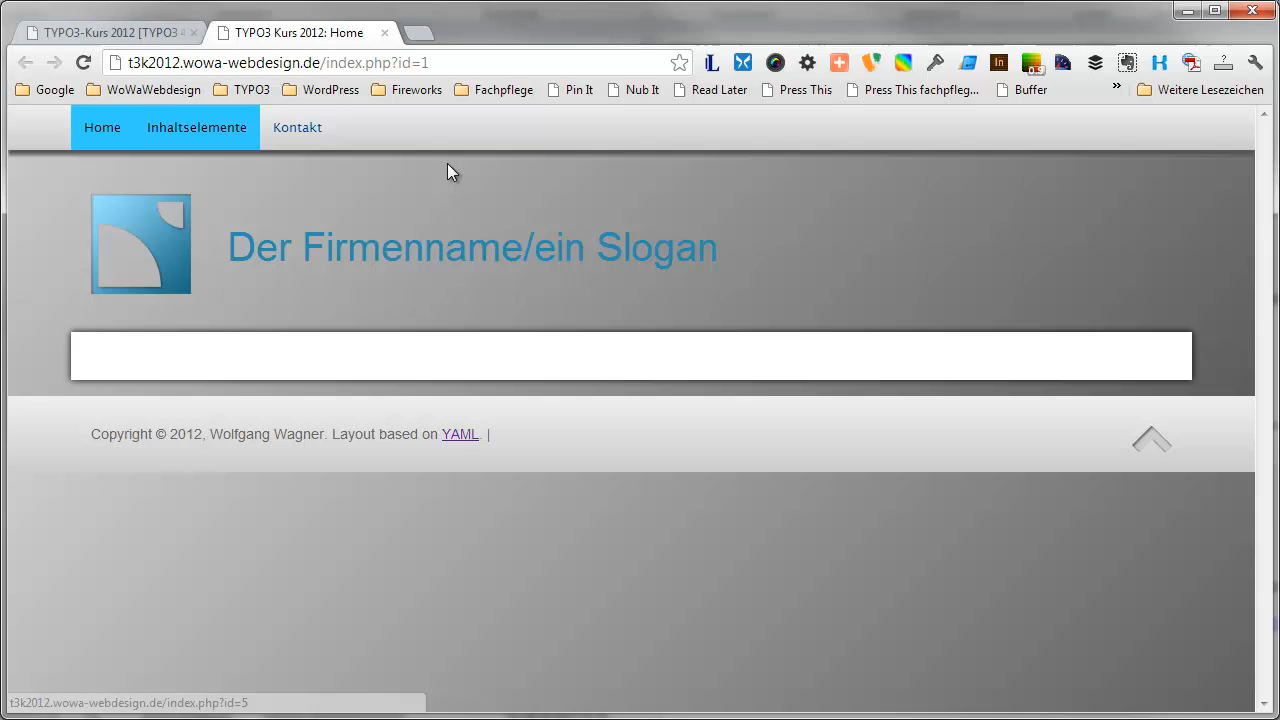 TYPO3-Kurs 2012 [TYPO3 4
TYPO3 Kurs 2012: Home
t3k2012.wowa-webdesign.de/index.php?id=1
Google WoWaWebdesign TYPO3 WordPress Fireworks Fachpflege Pin It Nub It Read Later Press This Press This fachpfleg... Buffer » Weitere Lesezeichen
Home Inhaltselemente Kontakt
Der Firmenname/ein Slogan
Copyright © 2012, Wolfgang Wagner. Layout based on YAML. |
t3k2012.wowa-webdesign.de/index.php?id=5